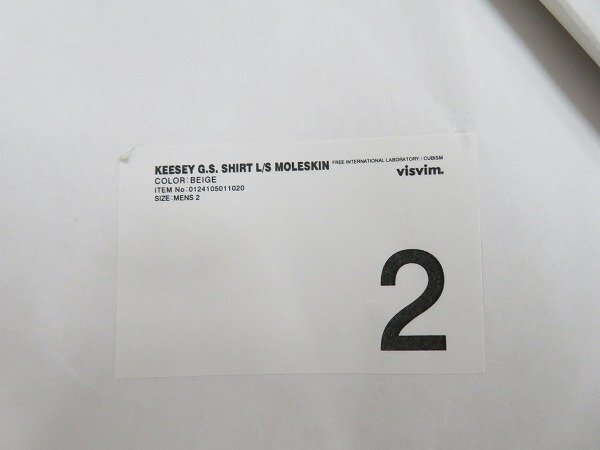 KEESEY G.S. SHIRT L/S MOLESKIN FREE INTERNATIONAL LABORATORY / CUBISM
COLOR:BEIGE visvim.
ITEM No:0124105011020
SIZE:MENS 2
2